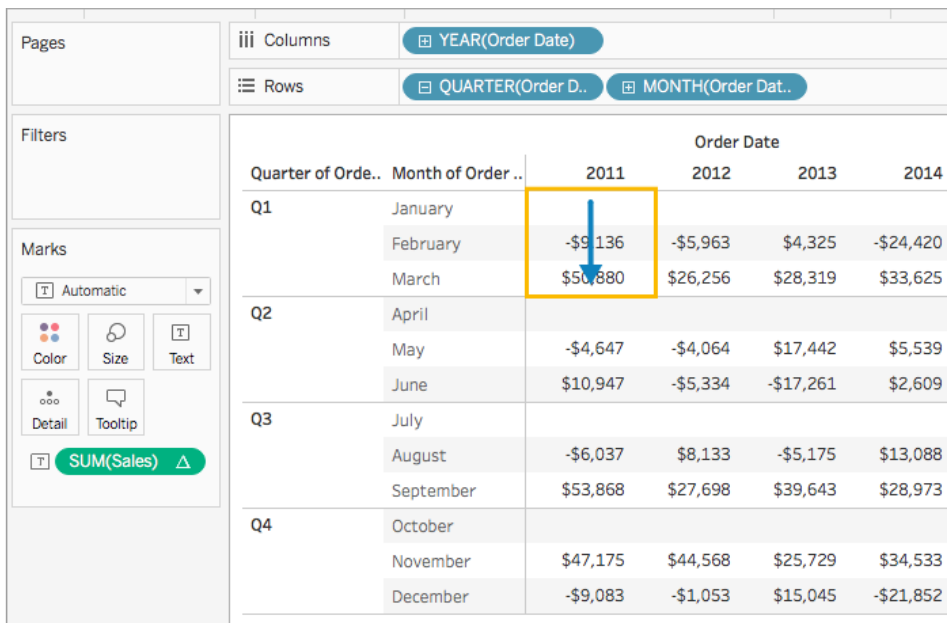 Pages
iii Columns
YEAR(Order Date)
Rows
QUARTER(Order D.. MONTH(Order Dat..
Filters
Order Date
Quarter of Orde.. Month of Order .. 2011 2012 2013 2014
Q1 January
February -$9,136 -$5,963 $4,325 -$24,420
March $50,880 $26,256 $28,319 $33,625
Q2 April
May -$4,647 -$4,064 $17,442 $5,539
June $10,947 -$5,334 -$17,261 $2,609
Q3 July
August -$6,037 $8,133 -$5,175 $13,088
September $53,868 $27,698 $39,643 $28,973
Q4 October
November $47,175 $44,568 $25,729 $34,533
December -$9,083 -$1,053 $15,045 -$21,852
Marks
T Automatic
Color Size T Text
Detail Tooltip
T SUM(Sales) Δ